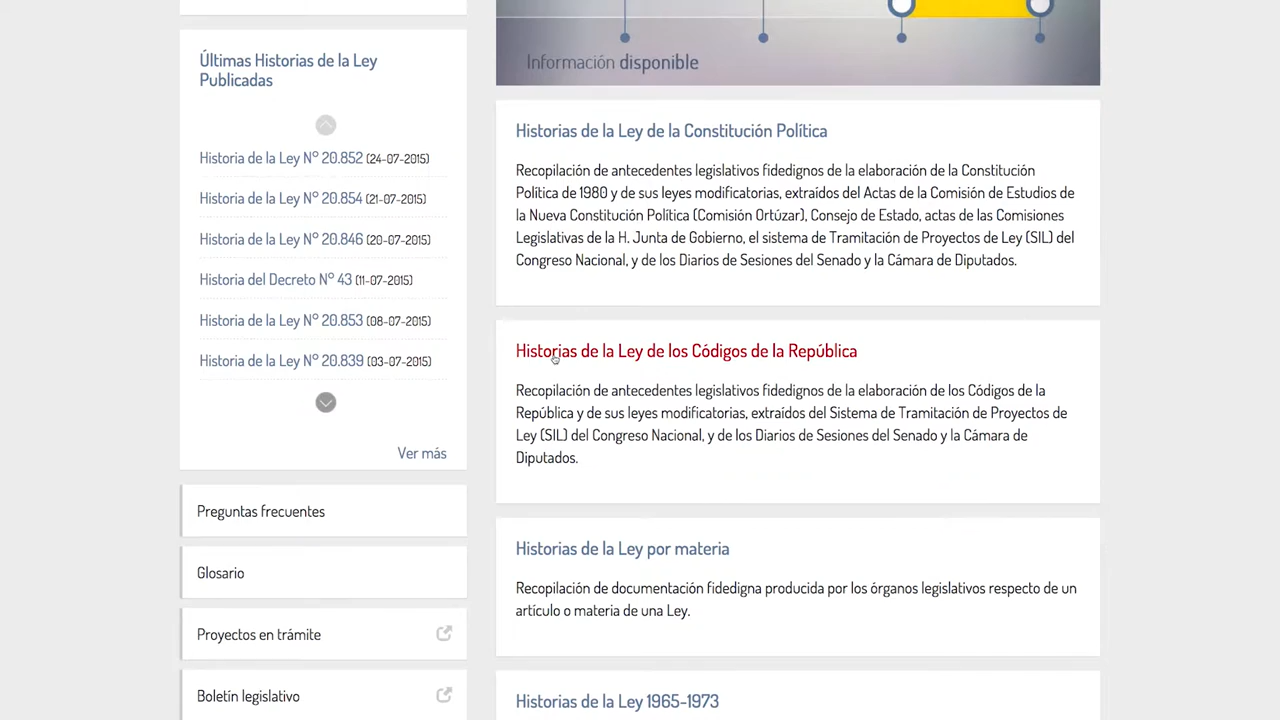 Últimas Historias de la Ley
Publicadas
Historia de la Ley N° 20.852 (24-07-2015)
Historia de la Ley N° 20.854 (21-07-2015)
Historia de la Ley N° 20.846 (20-07-2015)
Historia del Decreto N° 43 (11-07-2015)
Historia de la Ley N° 20.853 (08-07-2015)
Historia de la Ley N° 20.839 (03-07-2015)
Ver más
Preguntas frecuentes
Glosario
Proyectos en trámite
Boletín legislativo
Información disponible
Historias de la Ley de la Constitución Política
Recopilación de antecedentes legislativos fidedignos de la elaboración de la Constitución
Política de 1980 y de sus leyes modificatorias, extraídos del Actas de la Comisión de Estudios de
la Nueva Constitución Política (Comisión Ortúzar), Consejo de Estado, actas de las Comisiones
Legislativas de la H. Junta de Gobierno, el sistema de Tramitación de Proyectos de Ley (SIL) del
Congreso Nacional, y de los Diarios de Sesiones del Senado y la Cámara de Diputados.
Historias de la Ley de los Códigos de la República
Recopilación de antecedentes legislativos fidedignos de la elaboración de los Códigos de la
República y de sus leyes modificatorias, extraídos del Sistema de Tramitación de Proyectos de
Ley (SIL) del Congreso Nacional, y de los Diarios de Sesiones del Senado y la Cámara de
Diputados.
Historias de la Ley por materia
Recopilación de documentación fidedigna producida por los órganos legislativos respecto de un
artículo o materia de una Ley.
Historias de la Ley 1965-1973